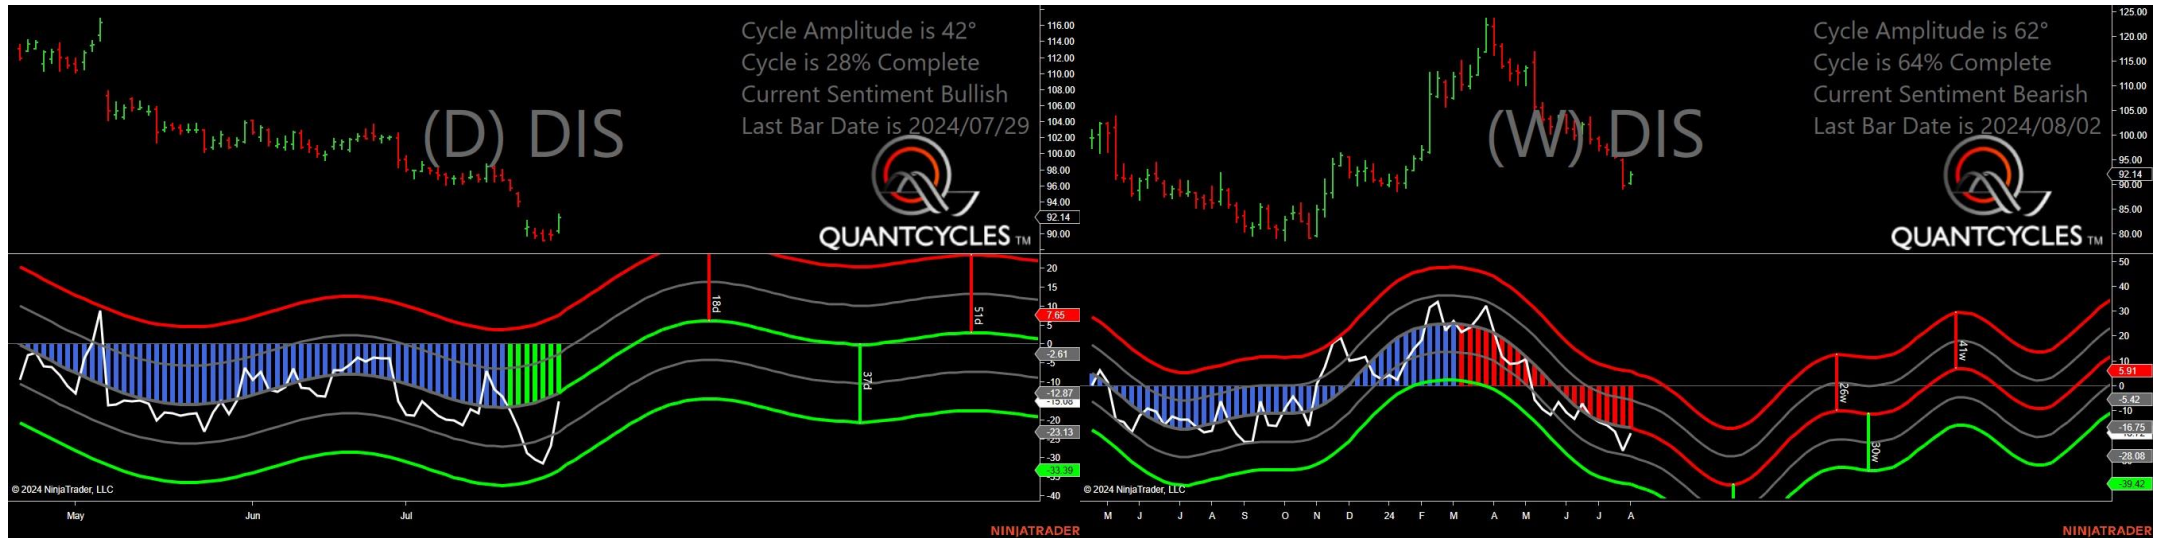 Cycle Amplitude is 42°
Cycle is 28% Complete
Current Sentiment Bullish
Last Bar Date is 2024/07/29
(D) DIS
QUANTCYCLES TM
116.00
114.00
112.00
110.00
108.00
106.00
104.00
102.00
100.00
98.00
96.00
94.00
92.14
90.00
20
15
10
7.65
5
0
-2.61
-5
-10
-12.87
-20
-23.13
-30
-33.39
-40
18d
37d
51d
© 2024 NinjaTrader, LLC
May Jun Jul
NINJATRADER
Cycle Amplitude is 62°
Cycle is 64% Complete
Current Sentiment Bearish
Last Bar Date is 2024/08/02
(W) DIS
QUANTCYCLES TM
125.00
120.00
115.00
110.00
105.00
100.00
95.00
92.14
90.00
85.00
80.00
50
40
30
20
10
5.91
0
-5.42
-10
-16.75
-28.08
-39.42
26w
30w
41w
© 2024 NinjaTrader, LLC
M J J A S O N D 24 F M A M J J A
NINJATRADER